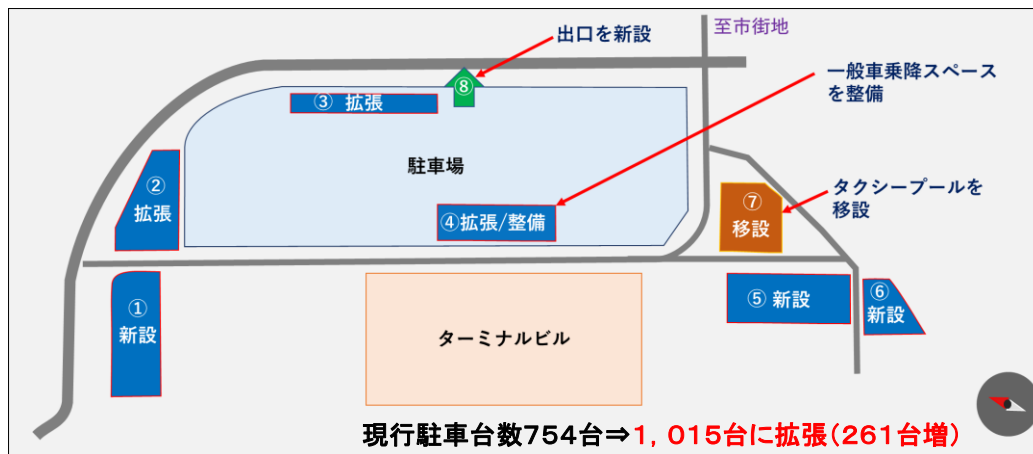 至市街地
出口を新設
⑧
一般車乗降スペース
を整備
③ 拡張
駐車場
②
拡張
④拡張/整備
⑦
移設
タクシープールを
移設
①
新設
ターミナルビル
⑤ 新設
⑥
新設
現行駐車台数754台⇒1,015台に拡張(261台増)